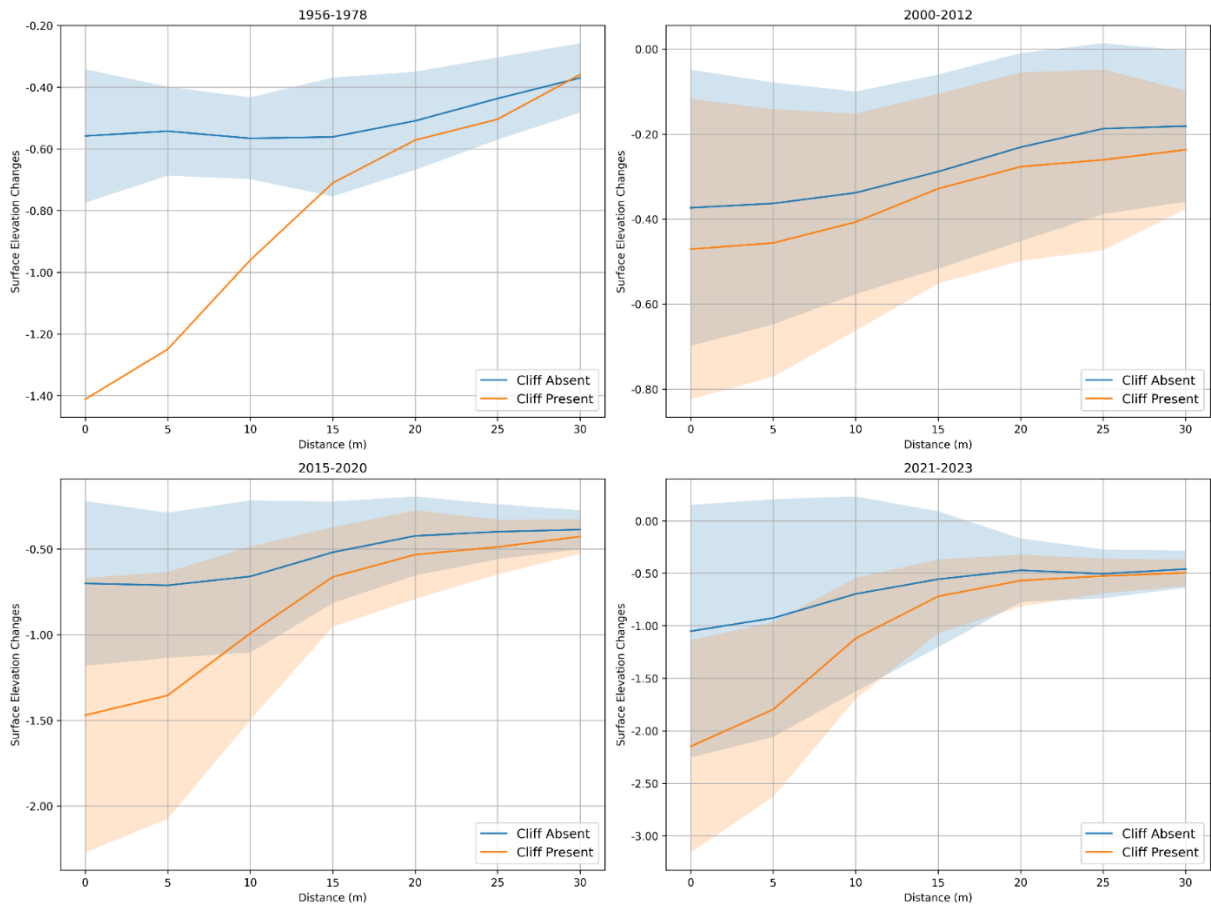 1956-1978
Surface Elevation Changes
-0.20
-0.40
-0.60
-0.80
-1.00
-1.20
-1.40
Cliff Absent
Cliff Present
0 5 10 15 20 25 30
Distance (m)
2000-2012
Surface Elevation Changes
0.00
-0.20
-0.40
-0.60
-0.80
Cliff Absent
Cliff Present
0 5 10 15 20 25 30
Distance (m)
2015-2020
Surface Elevation Changes
-0.50
-1.00
-1.50
-2.00
Cliff Absent
Cliff Present
0 5 10 15 20 25 30
Distance (m)
2021-2023
Surface Elevation Changes
0.00
-0.50
-1.00
-1.50
-2.00
-2.50
-3.00
Cliff Absent
Cliff Present
0 5 10 15 20 25 30
Distance (m)